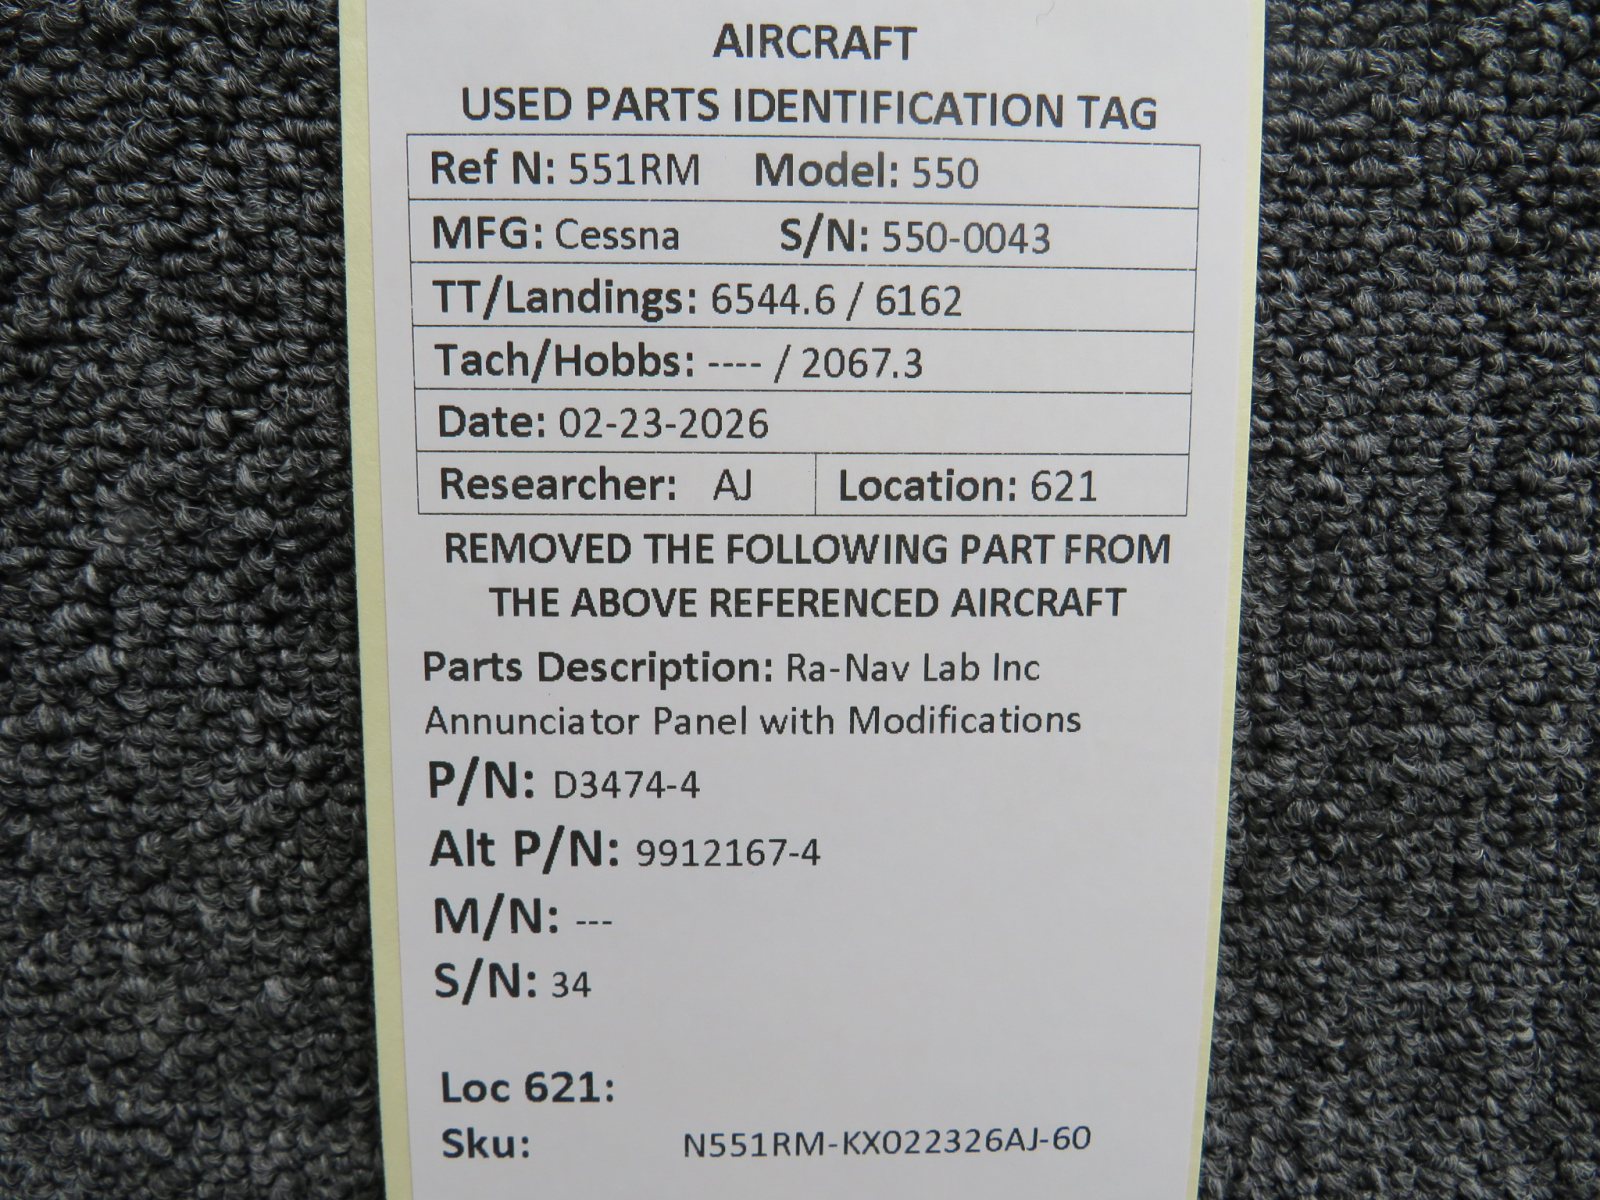 AIRCRAFT
USED PARTS IDENTIFICATION TAG
Ref N: 551RM Model: 550
MFG: Cessna S/N: 550-0043
TT/Landings: 6544.6 / 6162
Tach/Hobbs: ---- / 2067.3
Date: 02-23-2026
Researcher: AJ Location: 621
REMOVED THE FOLLOWING PART FROM
THE ABOVE REFERENCED AIRCRAFT
Parts Description: Ra-Nav Lab Inc
Annunciator Panel with Modifications
P/N: D3474-4
Alt P/N: 9912167-4
M/N: ---
S/N: 34
Loc 621:
Sku: N551RM-KX022326AJ-60